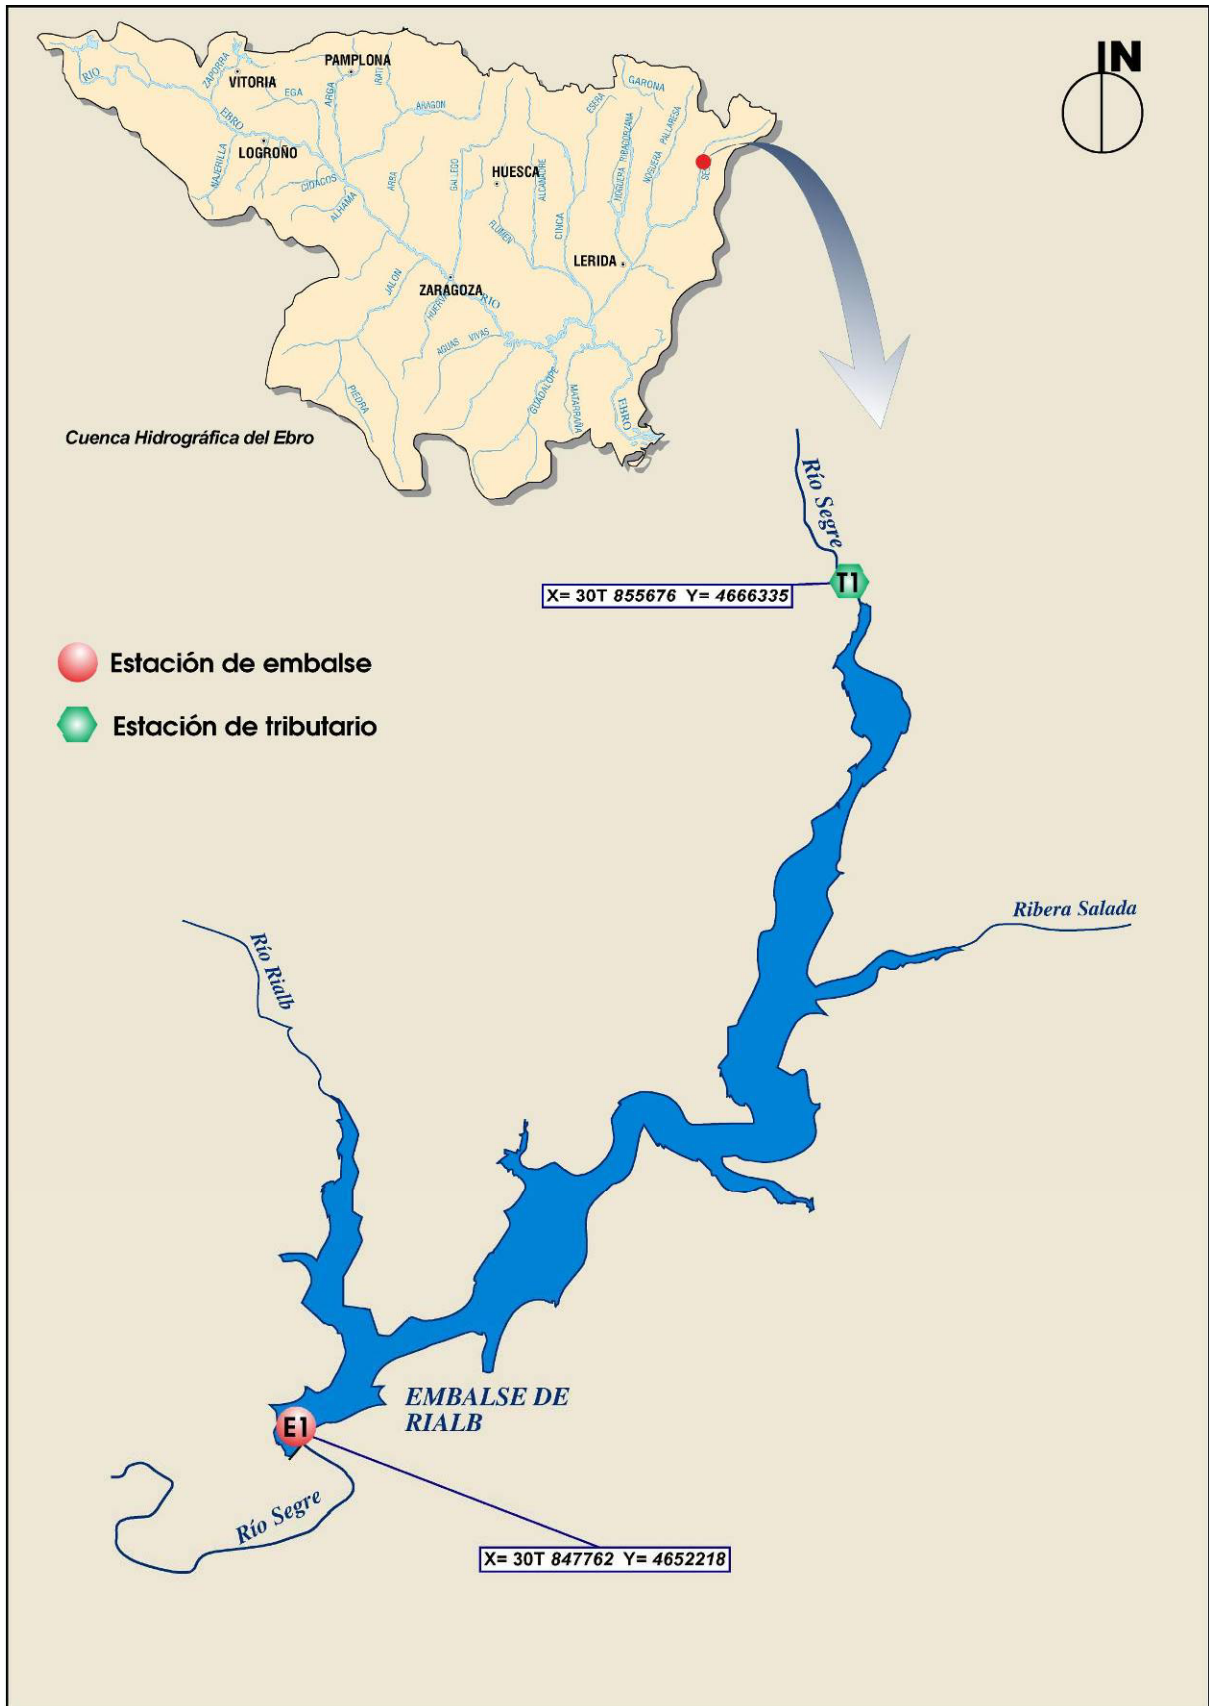 IN
RIO
ZAPORRA
VITORIA
PAMPLONA
EGA
ARGA
IRATI
ARAGON
EBRO
LOGROÑO
NAJERILLA
CIDACOS
ALHAMA
ARBA
GALLEGO
HUESCA
ALCANADRE
FLUMEN
CINCA
ESERA
GARONA
NOGUERA RIBAGORZANA
NOGUERA PALLARESA
LERIDA
ZARAGOZA
RIO
JALON
HUERVA
AGUAS VIVAS
PIEDRA
GUADALOPE
MATARRAÑA
EBRO
Cuenca Hidrográfica del Ebro
Río Segre
T1
X= 30T 855676 Y= 4666335
Estación de embalse
Estación de tributario
Ribera Salada
Río Rialb
EMBALSE DE
RIALB
E1
Río Segre
X= 30T 847762 Y= 4652218